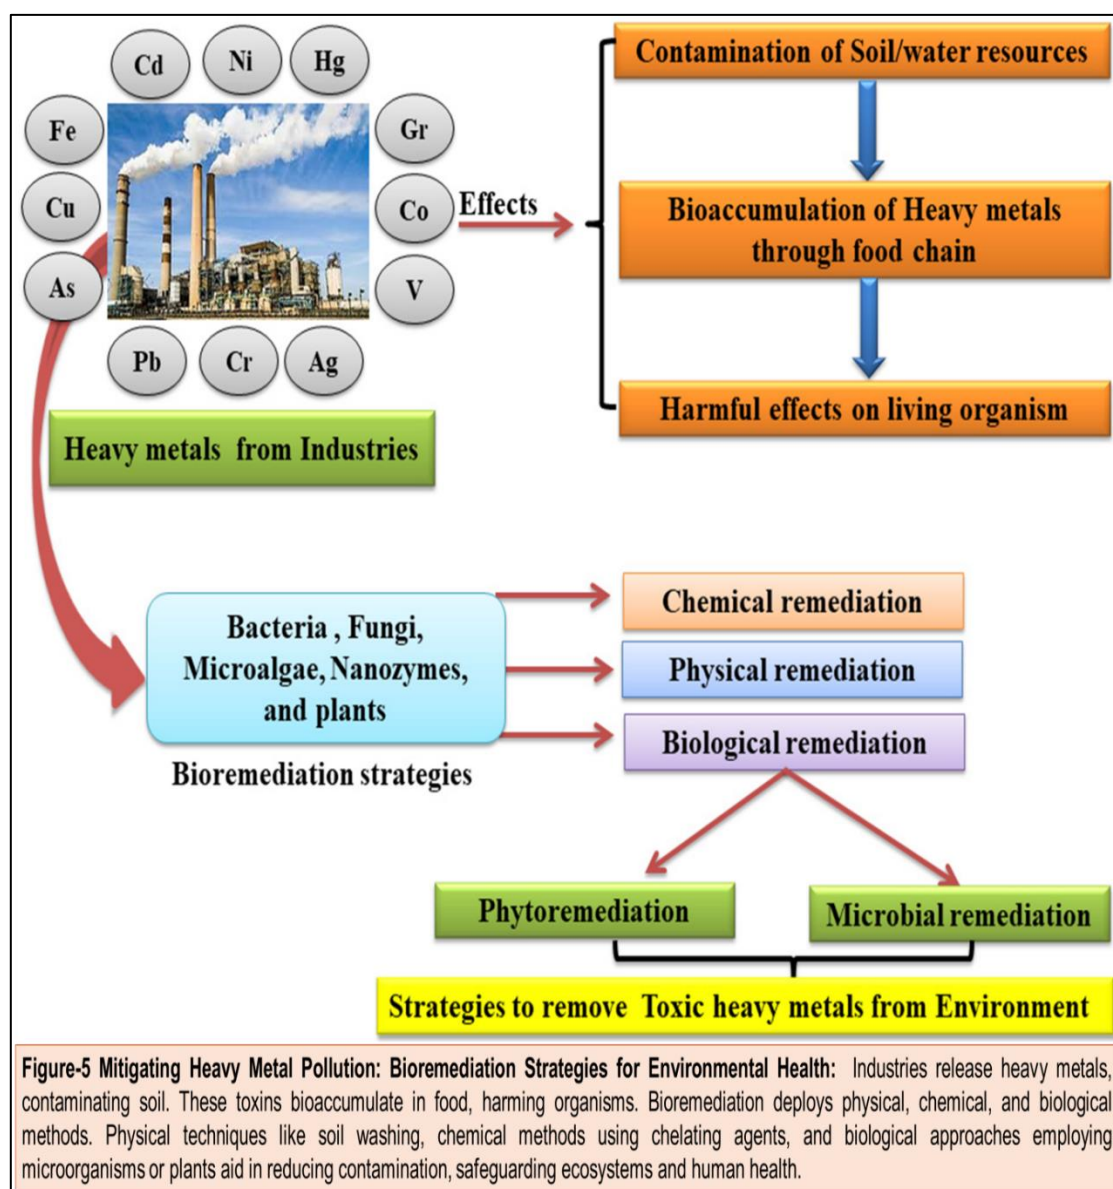 Cd
Ni
Hg
Fe
Gr
Cu
Co
As
V
Pb
Cr
Ag
Effects
Heavy metals from Industries
Contamination of Soil/water resources
Bioaccumulation of Heavy metals
through food chain
Harmful effects on living organism
Bacteria , Fungi,
Microalgae, Nanozymes,
and plants
Bioremediation strategies
Chemical remediation
Physical remediation
Biological remediation
Phytoremediation
Microbial remediation
Strategies to remove Toxic heavy metals from Environment
Figure-5 Mitigating Heavy Metal Pollution: Bioremediation Strategies for Environmental Health: Industries release heavy metals,
contaminating soil. These toxins bioaccumulate in food, harming organisms. Bioremediation deploys physical, chemical, and biological
methods. Physical techniques like soil washing, chemical methods using chelating agents, and biological approaches employing
microorganisms or plants aid in reducing contamination, safeguarding ecosystems and human health.